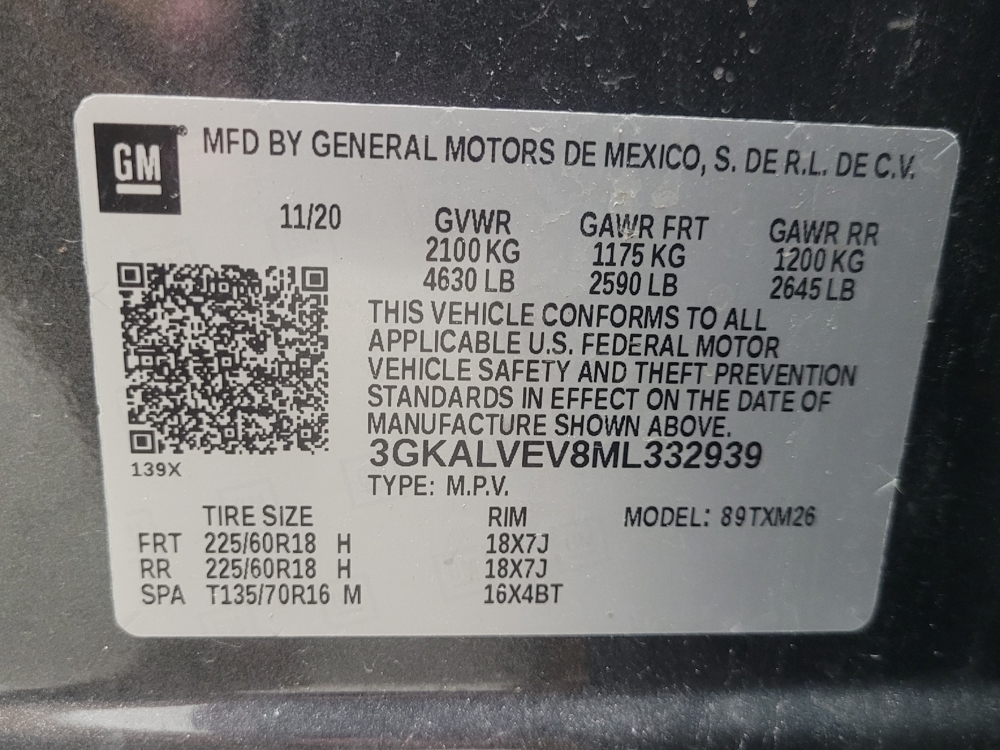 GM
MFD BY GENERAL MOTORS DE MEXICO, S. DE R.L. DE C.V.
11/20 GVWR GAWR FRT GAWR RR
2100 KG 1175 KG 1200 KG
4630 LB 2590 LB 2645 LB
THIS VEHICLE CONFORMS TO ALL
APPLICABLE U.S. FEDERAL MOTOR
VEHICLE SAFETY AND THEFT PREVENTION
STANDARDS IN EFFECT ON THE DATE OF
MANUFACTURE SHOWN ABOVE.
3GKALVEV8ML332939
139X
TYPE: M.P.V.
TIRE SIZE RIM MODEL: 89TXM26
FRT 225/60R18 H 18X7J
RR 225/60R18 H 18X7J
SPA T135/70R16 M 16X4BT